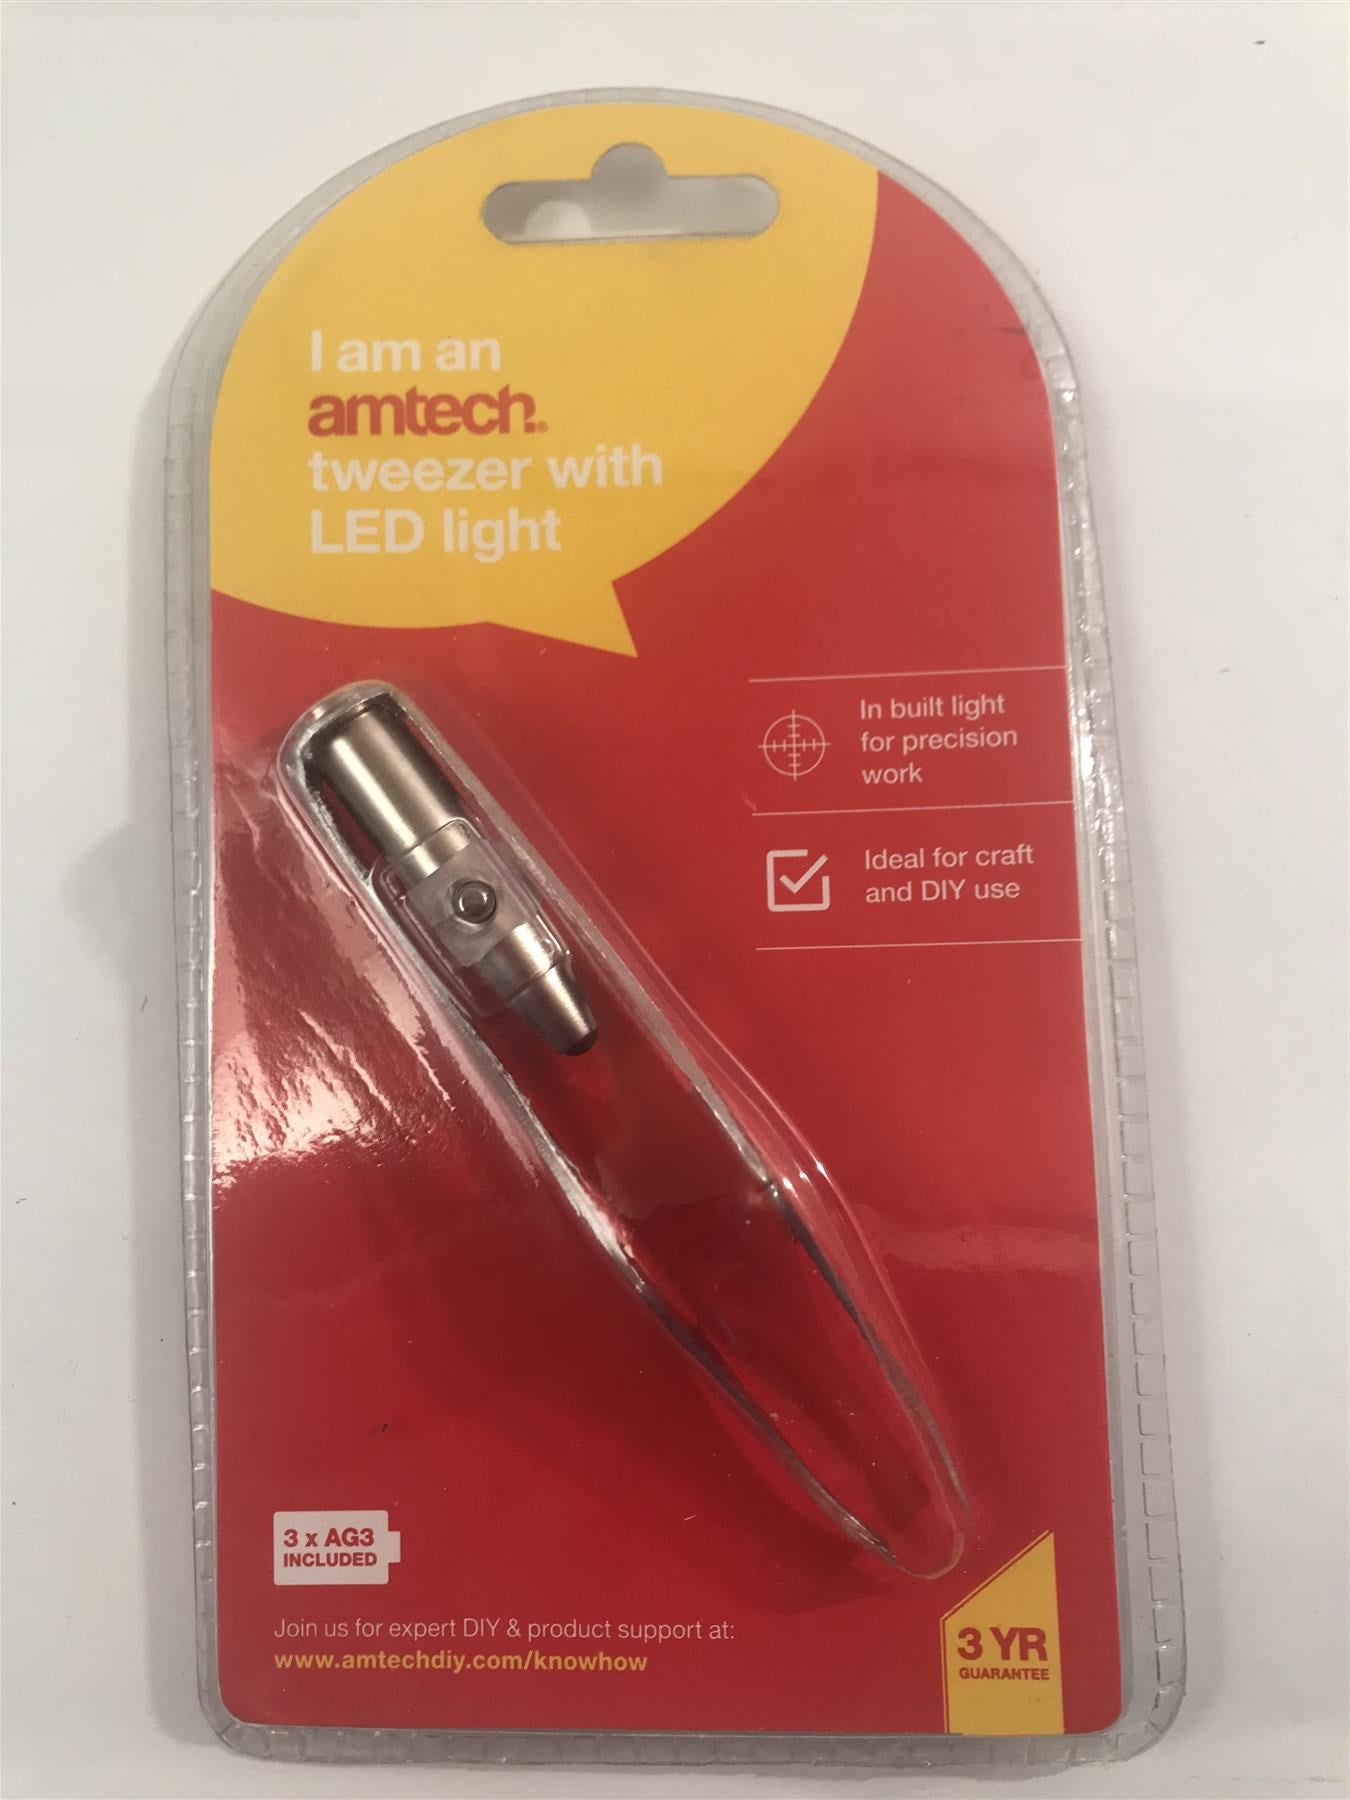 I am an
amtech®
tweezer with
LED light
In built light
for precision
work
Ideal for craft
and DIY use
3 x AG3
INCLUDED
Join us for expert DIY & product support at:
www.amtechdiy.com/knowhow
3 YR
GUARANTEE